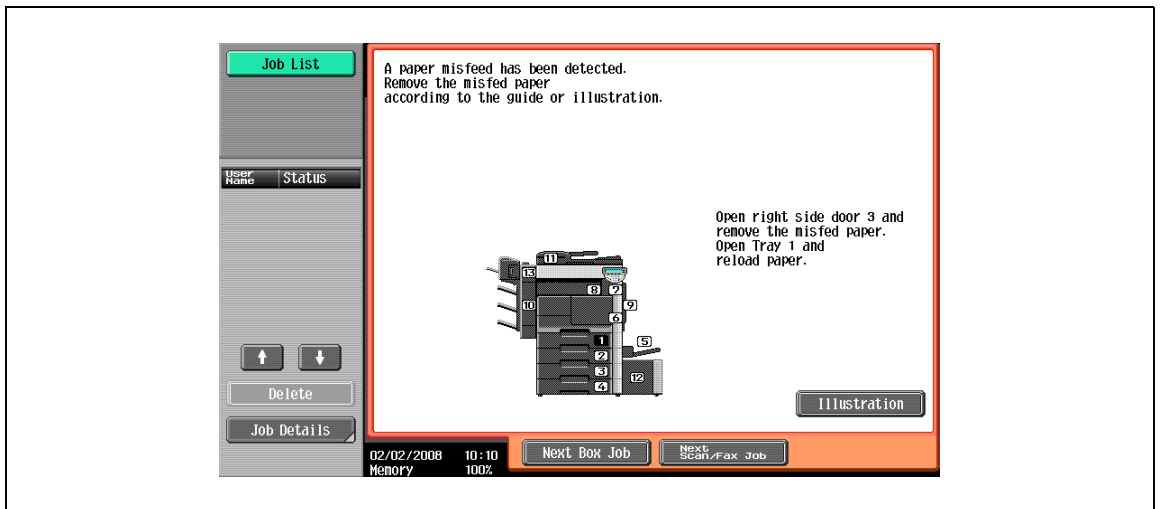 Job List
A paper misfeed has been detected.
Remove the misfed paper
according to the guide or illustration.
User Name Status
Open right side door 3 and
remove the misfed paper.
Open Tray 1 and
reload paper.
11
13
8 7
10 9
6
1 5
2
3 12
4
Delete
Illustration
Job Details
02/02/2008 10:10
Memory 100%
Next Box Job
Next
Scan/Fax Job